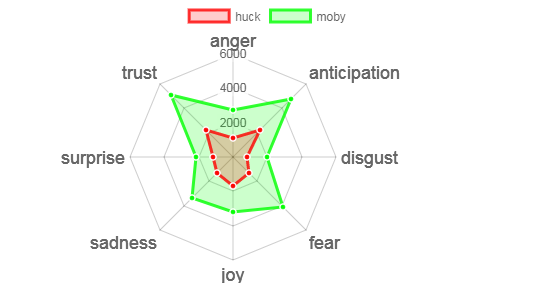 huck moby
anger
6000
trust anticipation
4000
2000
surprise disgust
sadness fear
joy